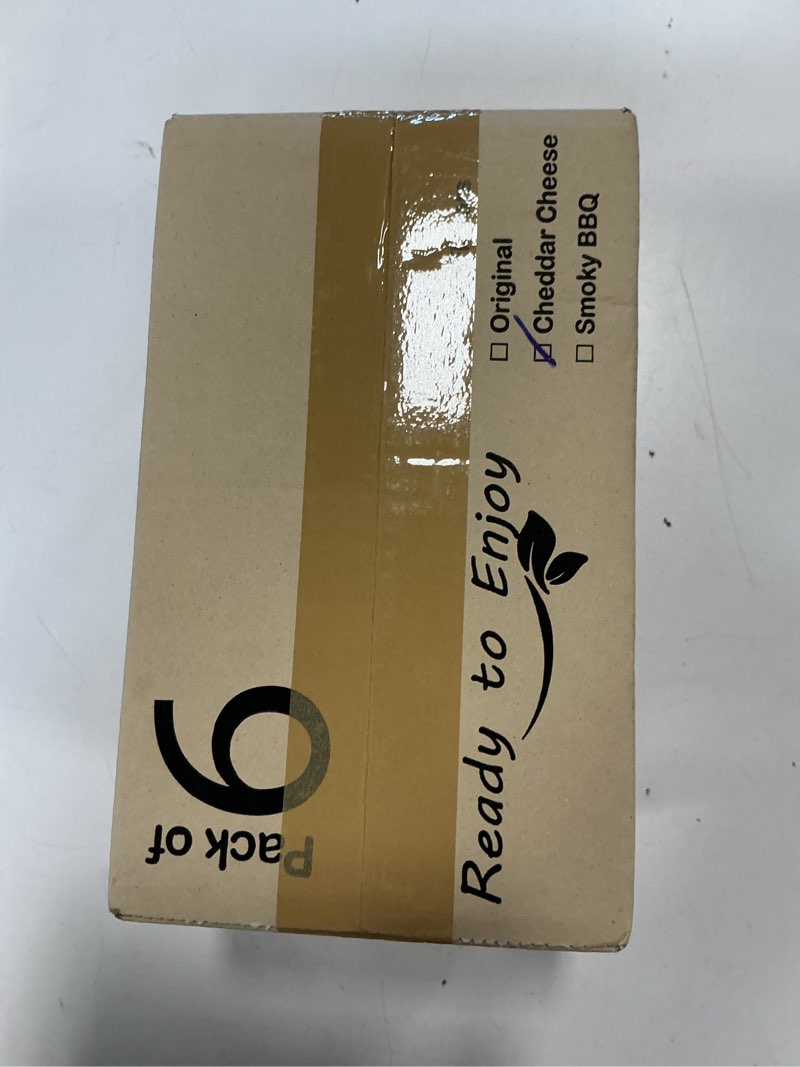 Pack of
6
Ready to Enjoy
Original
Cheddar Cheese
Smoky BBQ